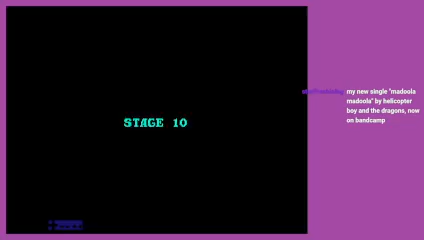 STAGE 10
my new single "madoola
madoola" by helicopter
boy and the dragons, now
on bandcamp